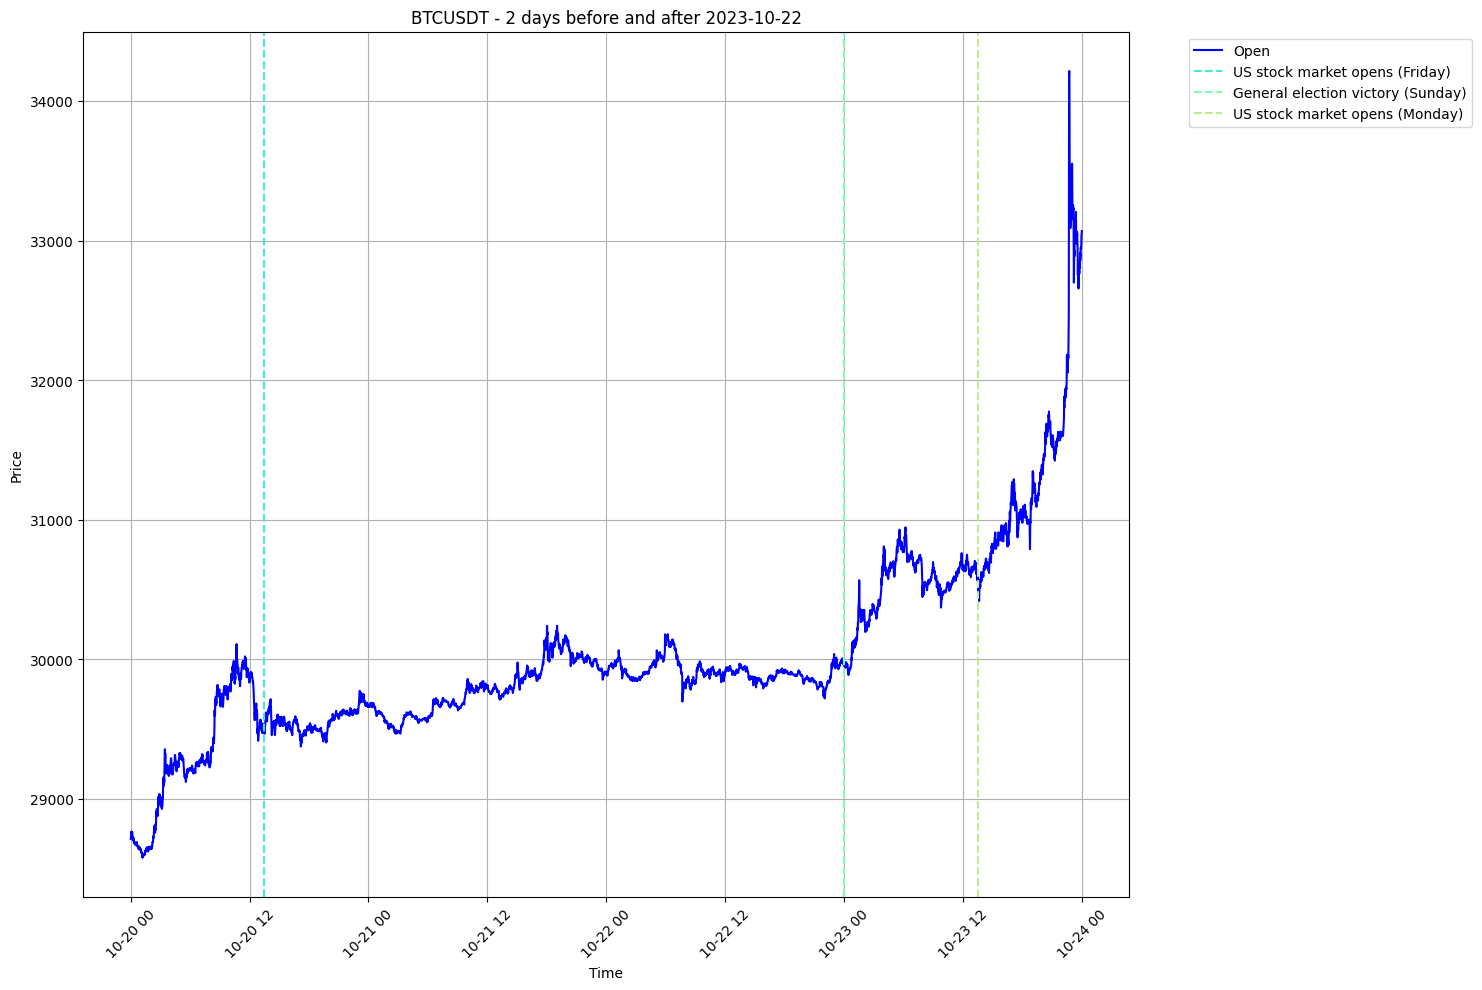 BTCUSDT - 2 days before and after 2023-10-22
Open
US stock market opens (Friday)
General election victory (Sunday)
US stock market opens (Monday)
34000
33000
32000
31000
30000
29000
Price
10-20 00
10-20 12
10-21 00
10-21 12
10-22 00
10-22 12
10-23 00
10-23 12
10-24 00
Time